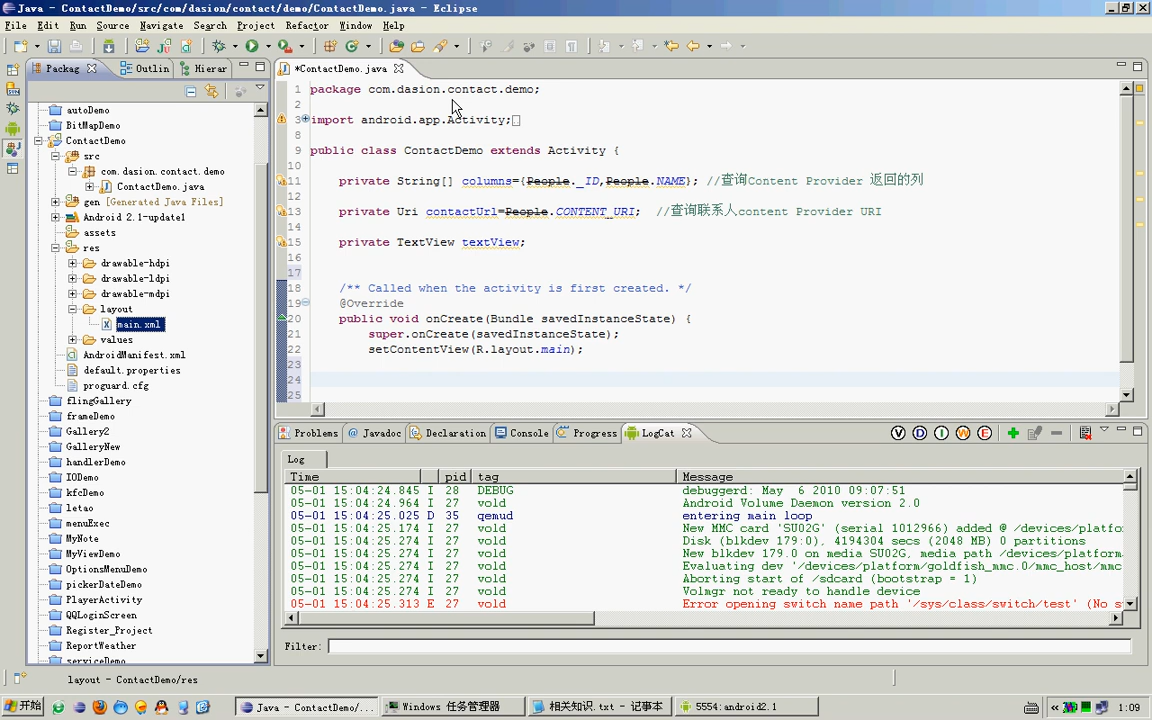 Java - ContactDemo/src/com/dasion/contact/demo/ContactDemo.java - Eclipse
File Edit Run Source Navigate Search Project Refactor Window Help
Packag Outlin Hierar
*ContactDemo.java
autoDemo
BitMapDemo
ContactDemo
src
com.dasion.contact.demo
ContactDemo.java
gen [Generated Java Files]
Android 2.1-update1
assets
res
drawable-hdpi
drawable-ldpi
drawable-mdpi
layout
main.xml
values
AndroidManifest.xml
default.properties
proguard.cfg
flingGallery
frameDemo
Gallery2
GalleryNew
handlerDemo
IODemo
kfcDemo
letao
menuExec
MyNote
MyViewDemo
OptionsMenuDemo
pickerDateDemo
PlayerActivity
QQLoginScreen
Register_Project
ReportWeather
serviceDemo
1 package com.dasion.contact.demo;
2
3 import android.app.Activity;
8
9 public class ContactDemo extends Activity {
10
11 private String[] columns={People._ID,People.NAME}; //查询Content Provider 返回的列
12
13 private Uri contactUrl=People.CONTENT_URI; //查询联系人content Provider URI
14
15 private TextView textView;
16
17
18 /** Called when the activity is first created. */
19 @Override
20 public void onCreate(Bundle savedInstanceState) {
21 super.onCreate(savedInstanceState);
22 setContentView(R.layout.main);
23
24
25
Problems Javadoc Declaration Console Progress LogCat
V D I W E
Log
Time pid tag Message
05-01 15:04:24.845 I 28 DEBUG debuggerd: May 6 2010 09:07:51
05-01 15:04:24.964 I 27 vold Android Volume Daemon version 2.0
05-01 15:04:25.025 D 35 qemud entering main loop
05-01 15:04:25.174 I 27 vold New MMC card 'SU02G' (serial 1012966) added @ /devices/platfo
05-01 15:04:25.274 I 27 vold Disk (blkdev 179:0), 4194304 secs (2048 MB) 0 partitions
05-01 15:04:25.274 I 27 vold New blkdev 179.0 on media SU02G, media path /devices/platform
05-01 15:04:25.274 I 27 vold Evaluating dev '/devices/platform/goldfish_mmc.0/mmc_host/mmc
05-01 15:04:25.274 I 27 vold Aborting start of /sdcard (bootstrap = 1)
05-01 15:04:25.274 I 27 vold Volmgr not ready to handle device
05-01 15:04:25.313 E 27 vold Error opening switch name path '/sys/class/switch/test' (No s
Filter:
layout - ContactDemo/res
开始 Java - ContactDemo/... Windows 任务管理器 相关知识.txt - 记事本 5554:android2.1 « 1:09